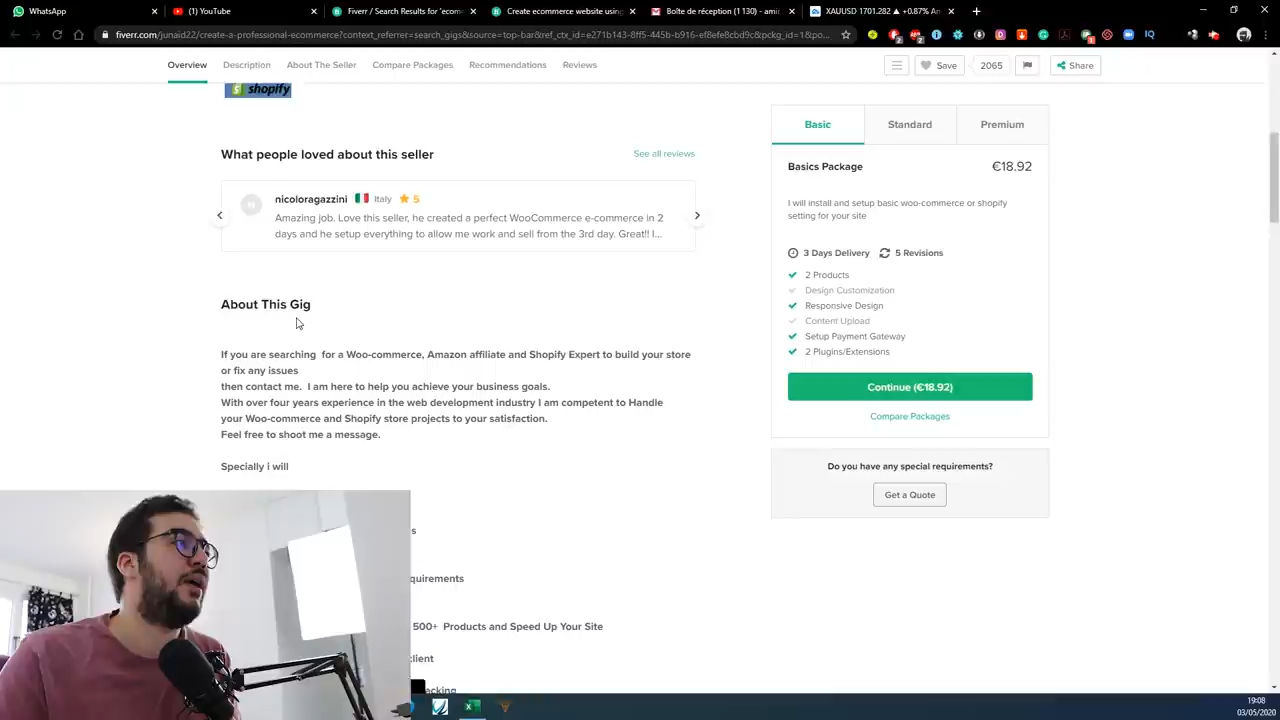 WhatsApp
YouTube
Fiverr / Search Results for 'ecom
Create ecommerce website using
Boîte de réception (1 130) - ami
XAUUSD 1701.282 ▲ +0.87% An
fiverr.com/junaid22/create-a-professional-ecommerce?context_referrer=search_gigs&source=top-bar&ref_ctx_id=e271b143-8ff5-445b-b916-ef8efe8cbd9c&pckg_id=1&po...
Overview
Description
About The Seller
Compare Packages
Recommendations
Reviews
Save
2065
Share
shopify
Basic
Standard
Premium
What people loved about this seller
See all reviews
Basics Package
€18.92
N
nicoloragazzini
Italy
5
Amazing job. Love this seller, he created a perfect WooCommerce e-commerce in 2
days and he setup everything to allow me work and sell from the 3rd day. Great!! I...
I will install and setup basic woo-commerce or shopify
setting for your site
3 Days Delivery
5 Revisions
2 Products
Design Customization
Responsive Design
Content Upload
Setup Payment Gateway
2 Plugins/Extensions
Continue (€18.92)
Compare Packages
Do you have any special requirements?
Get a Quote
About This Gig
If you are searching for a Woo-commerce, Amazon affiliate and Shopify Expert to build your store
or fix any issues
then contact me. I am here to help you achieve your business goals.
With over four years experience in the web development industry I am competent to Handle
your Woo-commerce and Shopify store projects to your satisfaction.
Feel free to shoot me a message.
Specially i will
s
quirements
500+ Products and Speed Up Your Site
client
acking
19:08
03/05/2020